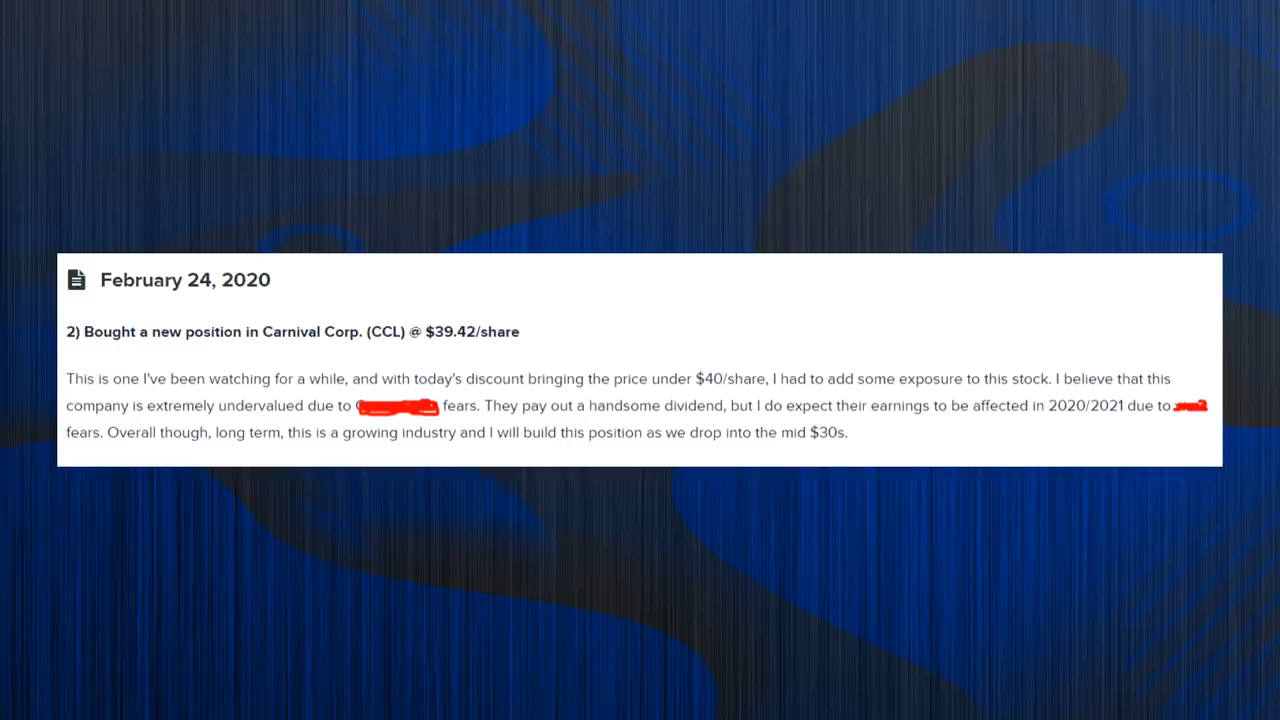 February 24, 2020
2) Bought a new position in Carnival Corp. (CCL) @ $39.42/share
This is one I've been watching for a while, and with today's discount bringing the price under $40/share, I had to add some exposure to this stock. I believe that this
company is extremely undervalued due to fears. They pay out a handsome dividend, but I do expect their earnings to be affected in 2020/2021 due to
fears. Overall though, long term, this is a growing industry and I will build this position as we drop into the mid $30s.